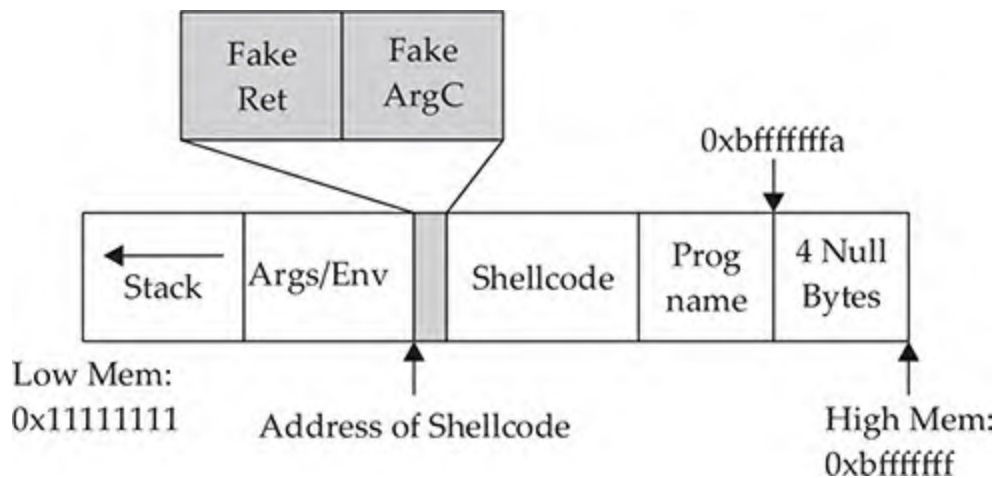 Fake
Ret
Fake
ArgC
0xbfffffffa
Stack
Args/Env
Shellcode
Prog
name
4 Null
Bytes
Low Mem:
0x11111111
Address of Shellcode
High Mem:
0xbfffffff